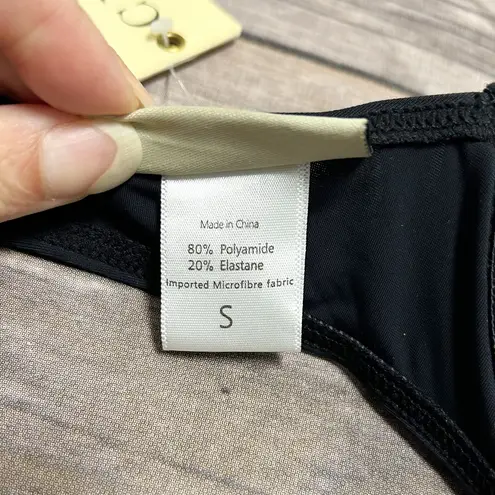 Made in China
80% Polyamide
20% Elastane
Imported Microfibre fabric
S